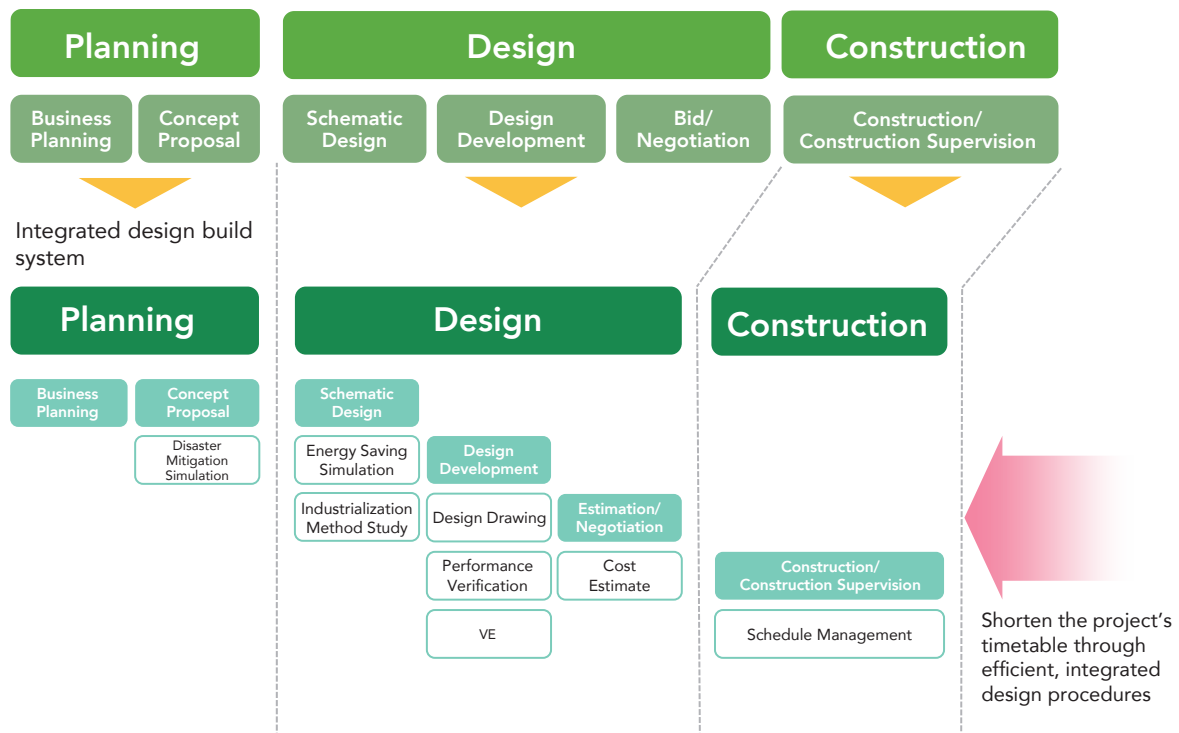 Planning
Design
Construction
Business
Planning
Concept
Proposal
Schematic
Design
Design
Development
Bid/
Negotiation
Construction/
Construction Supervision
Integrated design build
system
Planning
Design
Construction
Business
Planning
Concept
Proposal
Disaster
Mitigation
Simulation
Schematic
Design
Energy Saving
Simulation
Industrialization
Method Study
Design
Development
Design Drawing
Performance
Verification
VE
Estimation/
Negotiation
Cost
Estimate
Construction/
Construction Supervision
Schedule Management
Shorten the project's
timetable through
efficient, integrated
design procedures